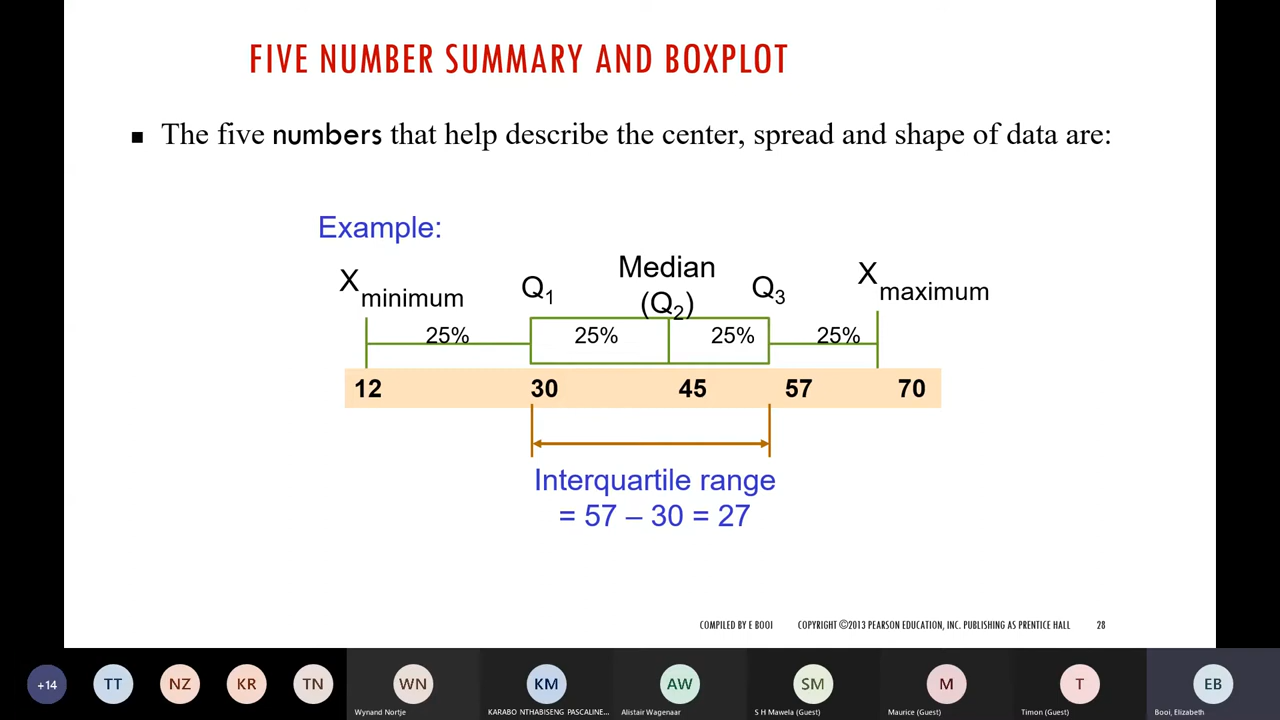 FIVE NUMBER SUMMARY AND BOXPLOT
▪ The five numbers that help describe the center, spread and shape of data are:
Example:
X minimum Q1 Median (Q2) Q3 X maximum
25% 25% 25% 25%
12 30 45 57 70
Interquartile range
= 57 – 30 = 27
COMPILED BY E BOOI COPYRIGHT ©2013 PEARSON EDUCATION, INC. PUBLISHING AS PRENTICE HALL 28
+14 TT NZ KR TN WN KM AW SM M T EB
Wynand Nortje KARABO NTHABISENG PASCALINE... Alistair Wagenaar S H Mawela (Guest) Maurice (Guest) Timon (Guest) Booi, Elizabeth